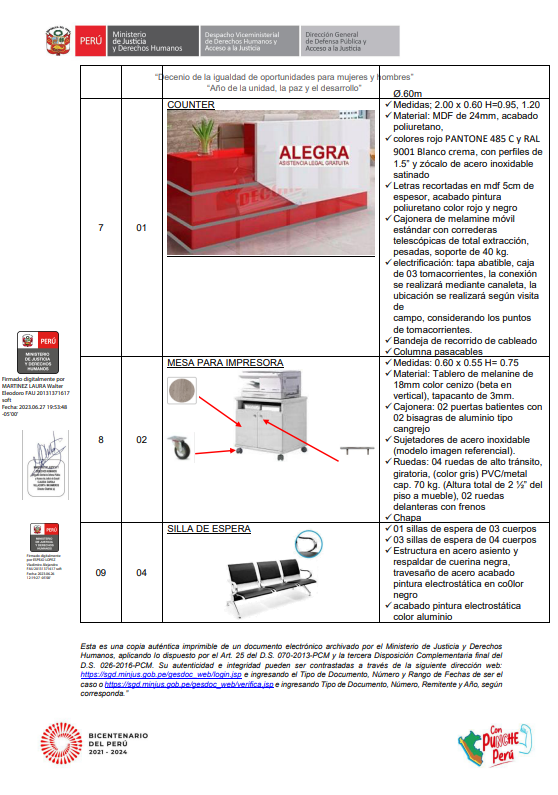 PERÚ
Ministerio
de Justicia
y Derechos Humanos
Despacho Viceministerial
de Derechos Humanos y
Acceso a la Justicia
Dirección General
de Defensa Pública y
Acceso a la Justicia
“Decenio de la igualdad de oportunidades para mujeres y hombres”
“Año de la unidad, la paz y el desarrollo”
Ø.60m
7
01
COUNTER
ALEGRA
ASISTENCIA LEGAL GRATUITA
✓Medidas; 2.00 x 0.60 H=0.95, 1.20
✓Material: MDF de 24mm, acabado
poliuretano,
✓colores rojo PANTONE 485 C y RAL
9001 Blanco crema, con perfiles de
1.5” y zócalo de acero inoxidable
satinado
✓Letras recortadas en mdf 5cm de
espesor, acabado pintura
poliuretano color rojo y negro
✓Cajonera de melamine móvil
estándar con correderas
telescópicas de total extracción,
pesadas, soporte de 40 kg.
✓electrificación: tapa abatible, caja
de 03 tomacorrientes, la conexión
se realizará mediante canaleta, la
ubicación se realizará según visita
de
campo, considerando los puntos
de tomacorrientes.
✓Bandeja de recorrido de cableado
✓Columna pasacables
8
02
MESA PARA IMPRESORA
✓Medidas: 0.60 x 0.55 H= 0.75
✓Material: Tablero de melamine de
18mm color cenizo (beta en
vertical), tapacanto de 3mm.
✓Cajonera: 02 puertas batientes con
02 bisagras de aluminio tipo
cangrejo
✓Sujetadores de acero inoxidable
(modelo imagen referencial).
✓Ruedas: 04 ruedas de alto tránsito,
giratoria, (color gris) PVC/metal
cap. 70 kg. (Altura total de 2 ½” del
piso a mueble), 02 ruedas
delanteras con frenos
✓Chapa
09
04
SILLA DE ESPERA
✓01 sillas de espera de 03 cuerpos
✓03 sillas de espera de 04 cuerpos
✓Estructura en acero asiento y
respaldar de cuerina negra,
travesaño de acero acabado
pintura electrostática en co0lor
negro
✓acabado pintura electrostática
color aluminio
PERÚ
MINISTERIO
DE JUSTICIA
Y DERECHOS
HUMANOS
Firmado digitalmente por
MARTINEZ LAURA Walter
Eleodoro FAU 20131371617
soft
Fecha: 2023.06.27 19:53:48
-05'00'
PERÚ
MINISTERIO
DE JUSTICIA
Y DERECHOS
HUMANOS
Firmado digitalmente
Esta es una copia auténtica imprimible de un documento electrónico archivado por el Ministerio de Justicia y Derechos
Humanos, aplicando lo dispuesto por el Art. 25 del D.S. 070-2013-PCM y la tercera Disposición Complementaria final del
D.S. 026-2016-PCM. Su autenticidad e integridad pueden ser contrastadas a través de la siguiente dirección web:
https://sgd.minjus.gob.pe/gesdoc_web/login.jsp e ingresando el Tipo de Documento, Número y Rango de Fechas de ser el
caso o https://sgd.minjus.gob.pe/gesdoc_web/verifica.jsp e ingresando Tipo de Documento, Número, Remitente y Año, según
corresponda.”
BICENTENARIO
DEL PERÚ
2021 - 2024
Con
PUNCHE
Perú